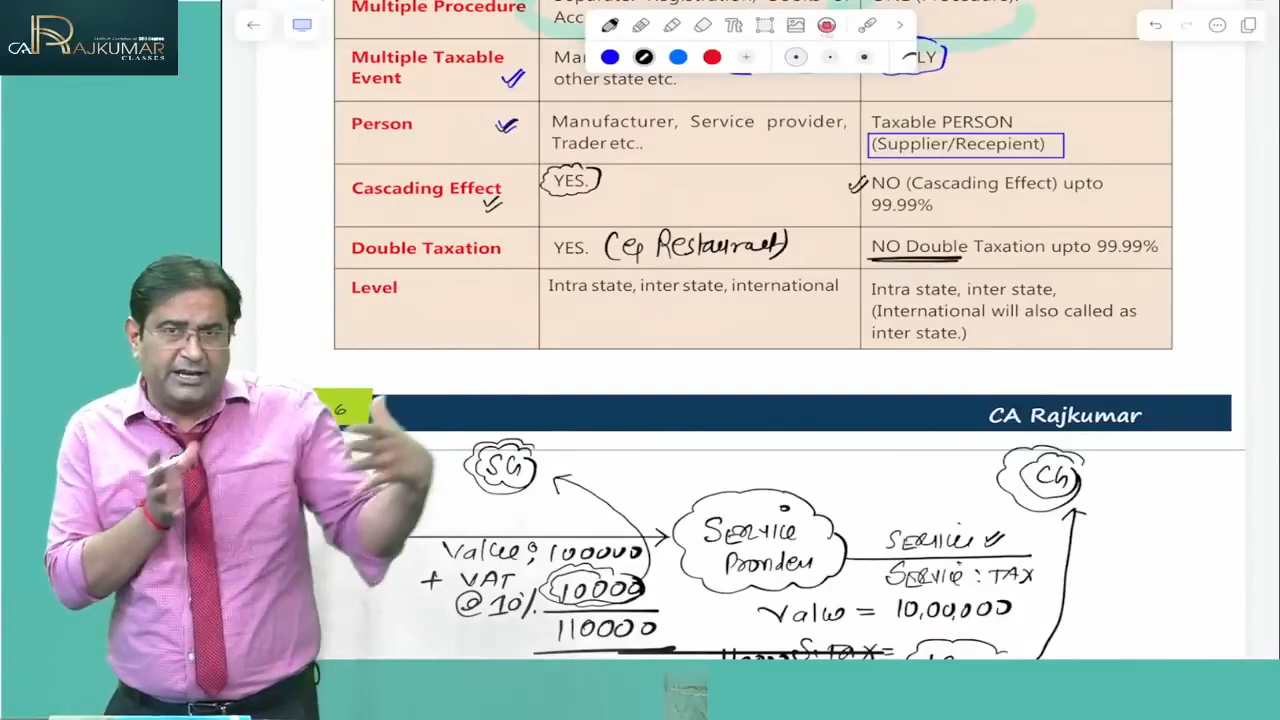 CA RAJKUMAR
CLASSES
Multiple Procedure
Multiple Taxable
Event
other state etc.
LY
Person
Manufacturer, Service provider,
Trader etc..
Taxable PERSON
(Supplier/Recepient)
Cascading Effect
YES.
NO (Cascading Effect) upto
99.99%
Double Taxation
YES. (eg Restaurant)
NO Double Taxation upto 99.99%
Level
Intra state, inter state, international
Intra state, inter state,
(International will also called as
inter state.)
6
CA Rajkumar
SG
CG
Value: 100000
+ VAT
@ 10%. 10000
110000
SERVICE
Provider
SERVICE
SERVICE: TAX
Value = 10,00,000
S.TAX=